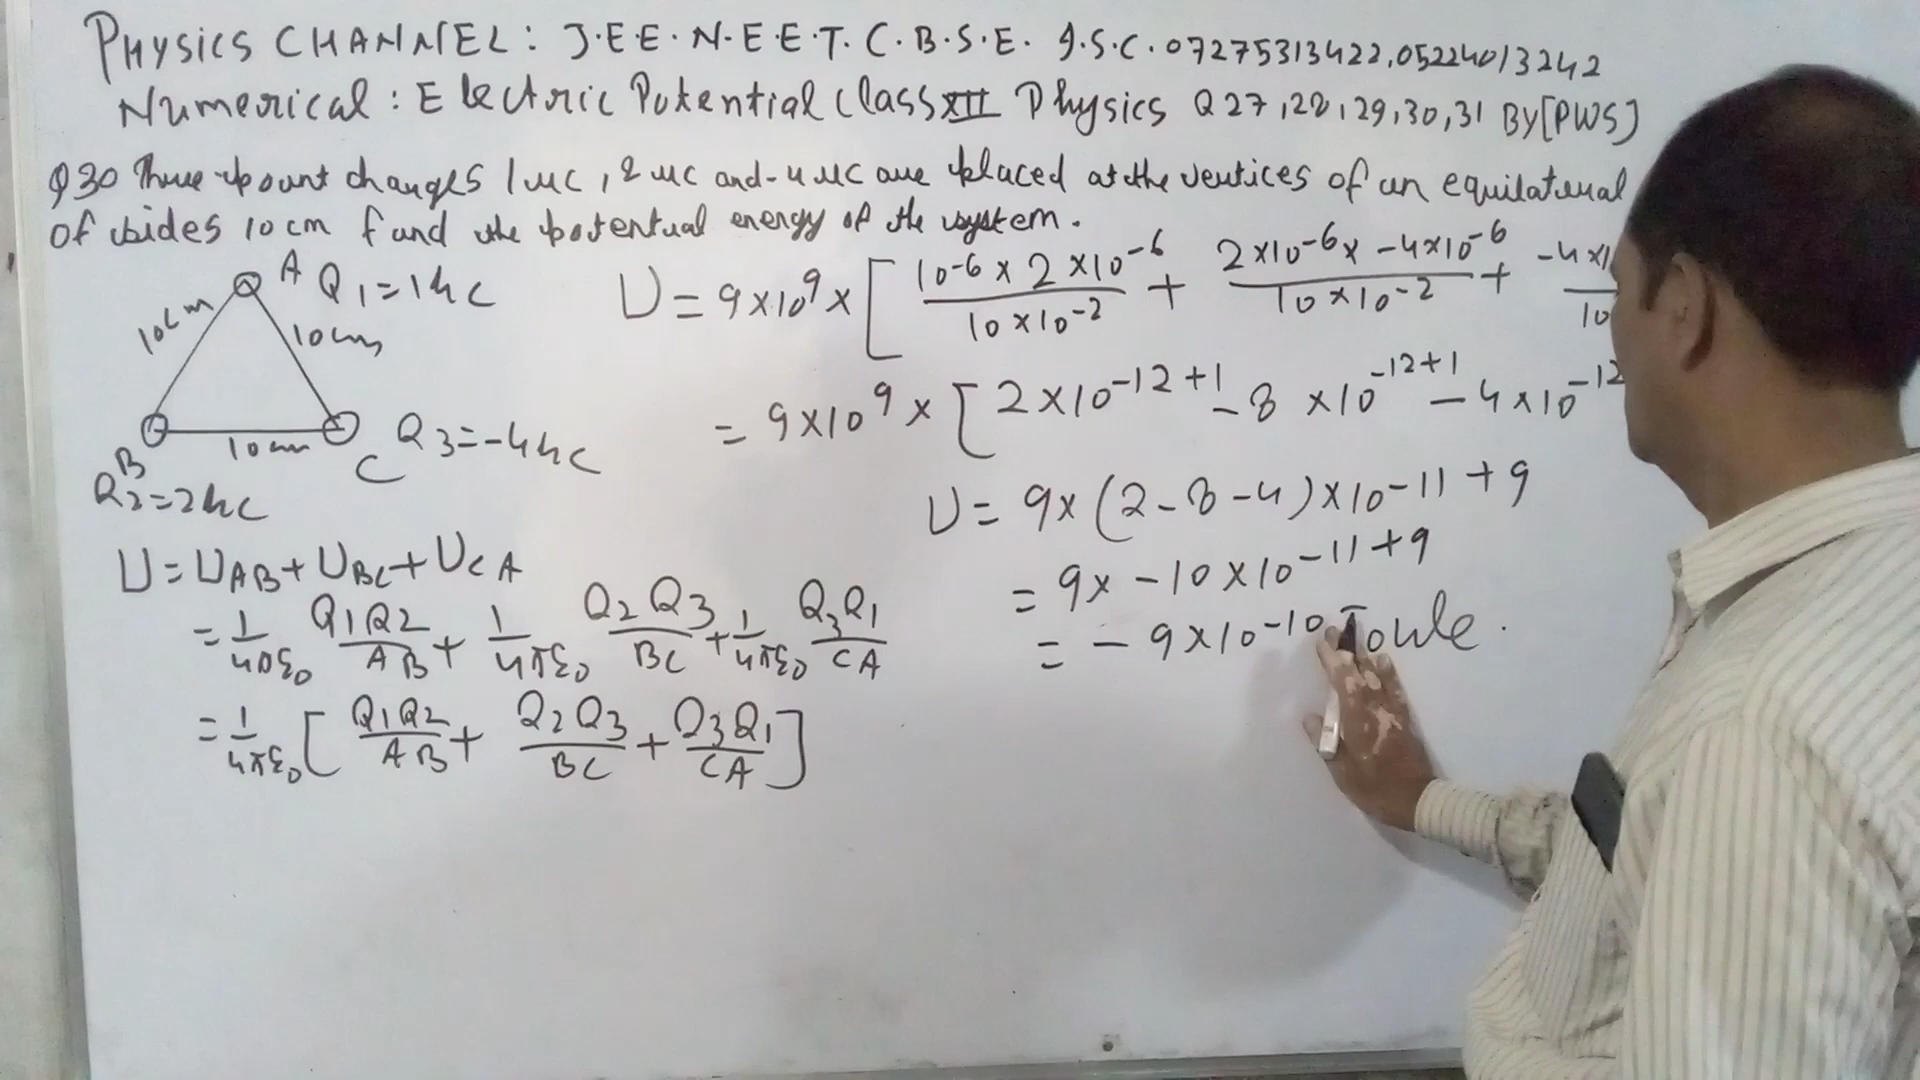 PHYSICS CHANNEL: J.E.E. N.E.E.T. C.B.S.E. I.S.C. 07275313422,05224013242
Numerical: Electric Potential Class XII Physics Q 27,28,29,30,31 BY [PWS]
Q30 Three point charges 1μC, 2μC and -4μC are placed at the vertices of an equilateral
of sides 10cm find the potential energy of the system.
A Q1=1μC
10cm
10cm
10cm
B
Q2=2μC
C Q3=-4μC
U=UAB+UBC+UCA
= 1/4πε0 Q1Q2/AB + 1/4πε0 Q2Q3/BC + 1/4πε0 Q3Q1/CA
= 1/4πε0 [ Q1Q2/AB + Q2Q3/BC + Q3Q1/CA ]
U = 9×10^9 × [ 10^-6 × 2×10^-6 / 10×10^-2 + 2×10^-6 × -4×10^-6 / 10×10^-2 + -4×1 / 10
= 9×10^9 × [ 2×10^-12+1 - 8×10^-12+1 - 4×10^-12
U = 9×(2-8-4)×10^-11+9
= 9×-10×10^-11+9
= -9×10^-10 Joule.